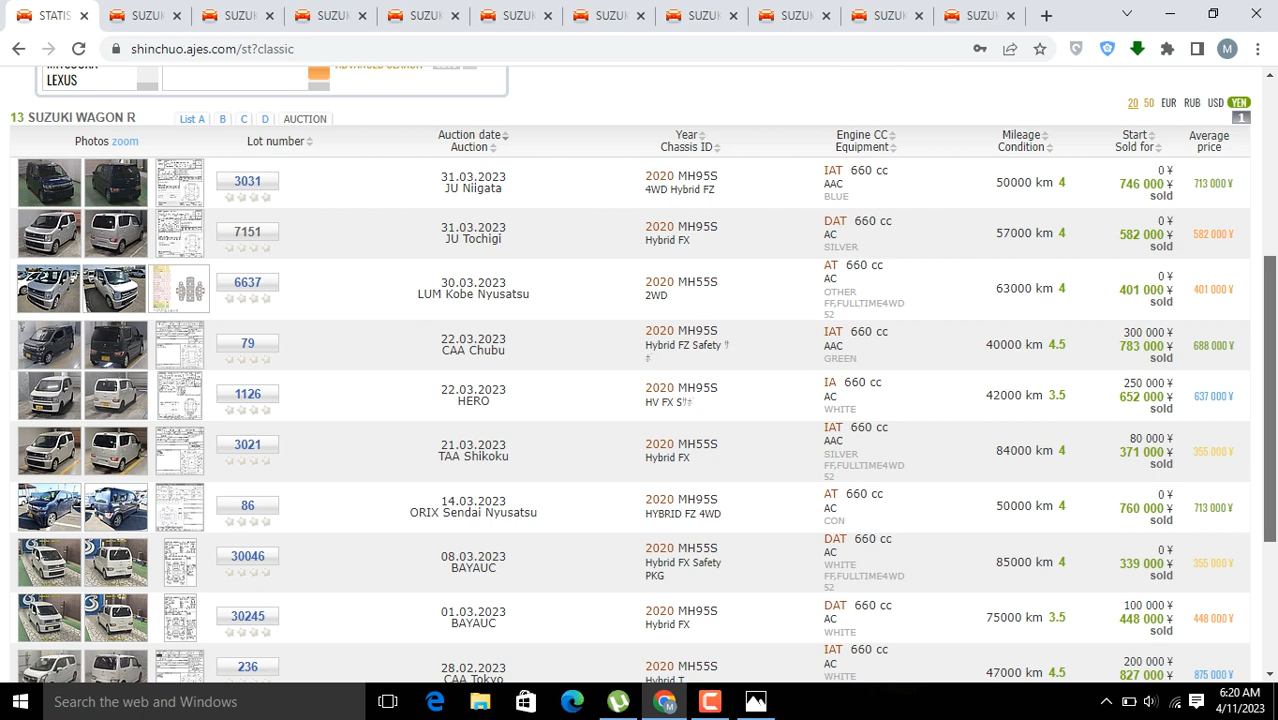 STATIS
SUZUK
SUZUK
SUZUK
SUZUK
SUZUK
SUZUK
SUZUK
SUZUK
SUZUK
SUZUK
shinchuo.ajes.com/st?classic
M
LEXUS
20 50 EUR RUB USD YEN
13 SUZUKI WAGON R List A B C D AUCTION
1
Photos zoom
Lot number
Auction date
Auction
Year
Chassis ID
Engine CC
Equipment
Mileage
Condition
Start
Sold for
Average
price
3031
31.03.2023
JU Niigata
2020 MH95S
4WD Hybrid FZ
IAT 660 cc
AAC
BLUE
50000 km 4
0 ¥
746 000 ¥
sold
713 000 ¥
7151
31.03.2023
JU Tochigi
2020 MH95S
Hybrid FX
DAT 660 cc
AC
SILVER
57000 km 4
0 ¥
582 000 ¥
sold
582 000 ¥
6637
30.03.2023
LUM Kobe Nyusatsu
2020 MH55S
2WD
AT 660 cc
AC
OTHER
FF,FULLTIME4WD
52
63000 km 4
0 ¥
401 000 ¥
sold
401 000 ¥
79
22.03.2023
CAA Chubu
2020 MH95S
Hybrid FZ Safety ｻ
ﾎ
IAT 660 cc
AAC
GREEN
40000 km 4.5
300 000 ¥
783 000 ¥
sold
688 000 ¥
1126
22.03.2023
HERO
2020 MH95S
HV FX Sｻﾎ
IA 660 cc
AC
WHITE
42000 km 3.5
250 000 ¥
652 000 ¥
sold
637 000 ¥
3021
21.03.2023
TAA Shikoku
2020 MH55S
Hybrid FX
IAT 660 cc
AAC
SILVER
FF,FULLTIME4WD
52
84000 km 4
80 000 ¥
371 000 ¥
sold
355 000 ¥
86
14.03.2023
ORIX Sendai Nyusatsu
2020 MH95S
HYBRID FZ 4WD
AT 660 cc
AC
CON
50000 km 4
0 ¥
760 000 ¥
sold
713 000 ¥
30046
08.03.2023
BAYAUC
2020 MH55S
Hybrid FX Safety
PKG
DAT 660 cc
AC
WHITE
FF,FULLTIME4WD
52
85000 km 4
0 ¥
339 000 ¥
sold
355 000 ¥
30245
01.03.2023
BAYAUC
2020 MH95S
Hybrid FX
DAT 660 cc
AC
WHITE
75000 km 3.5
100 000 ¥
448 000 ¥
sold
448 000 ¥
236
28.02.2023
CAA Tokyo
2020 MH55S
Hybrid T
IAT 660 cc
AC
WHITE
47000 km 4.5
200 000 ¥
827 000 ¥
875 000 ¥
Search the web and Windows
6:20 AM
4/11/2023